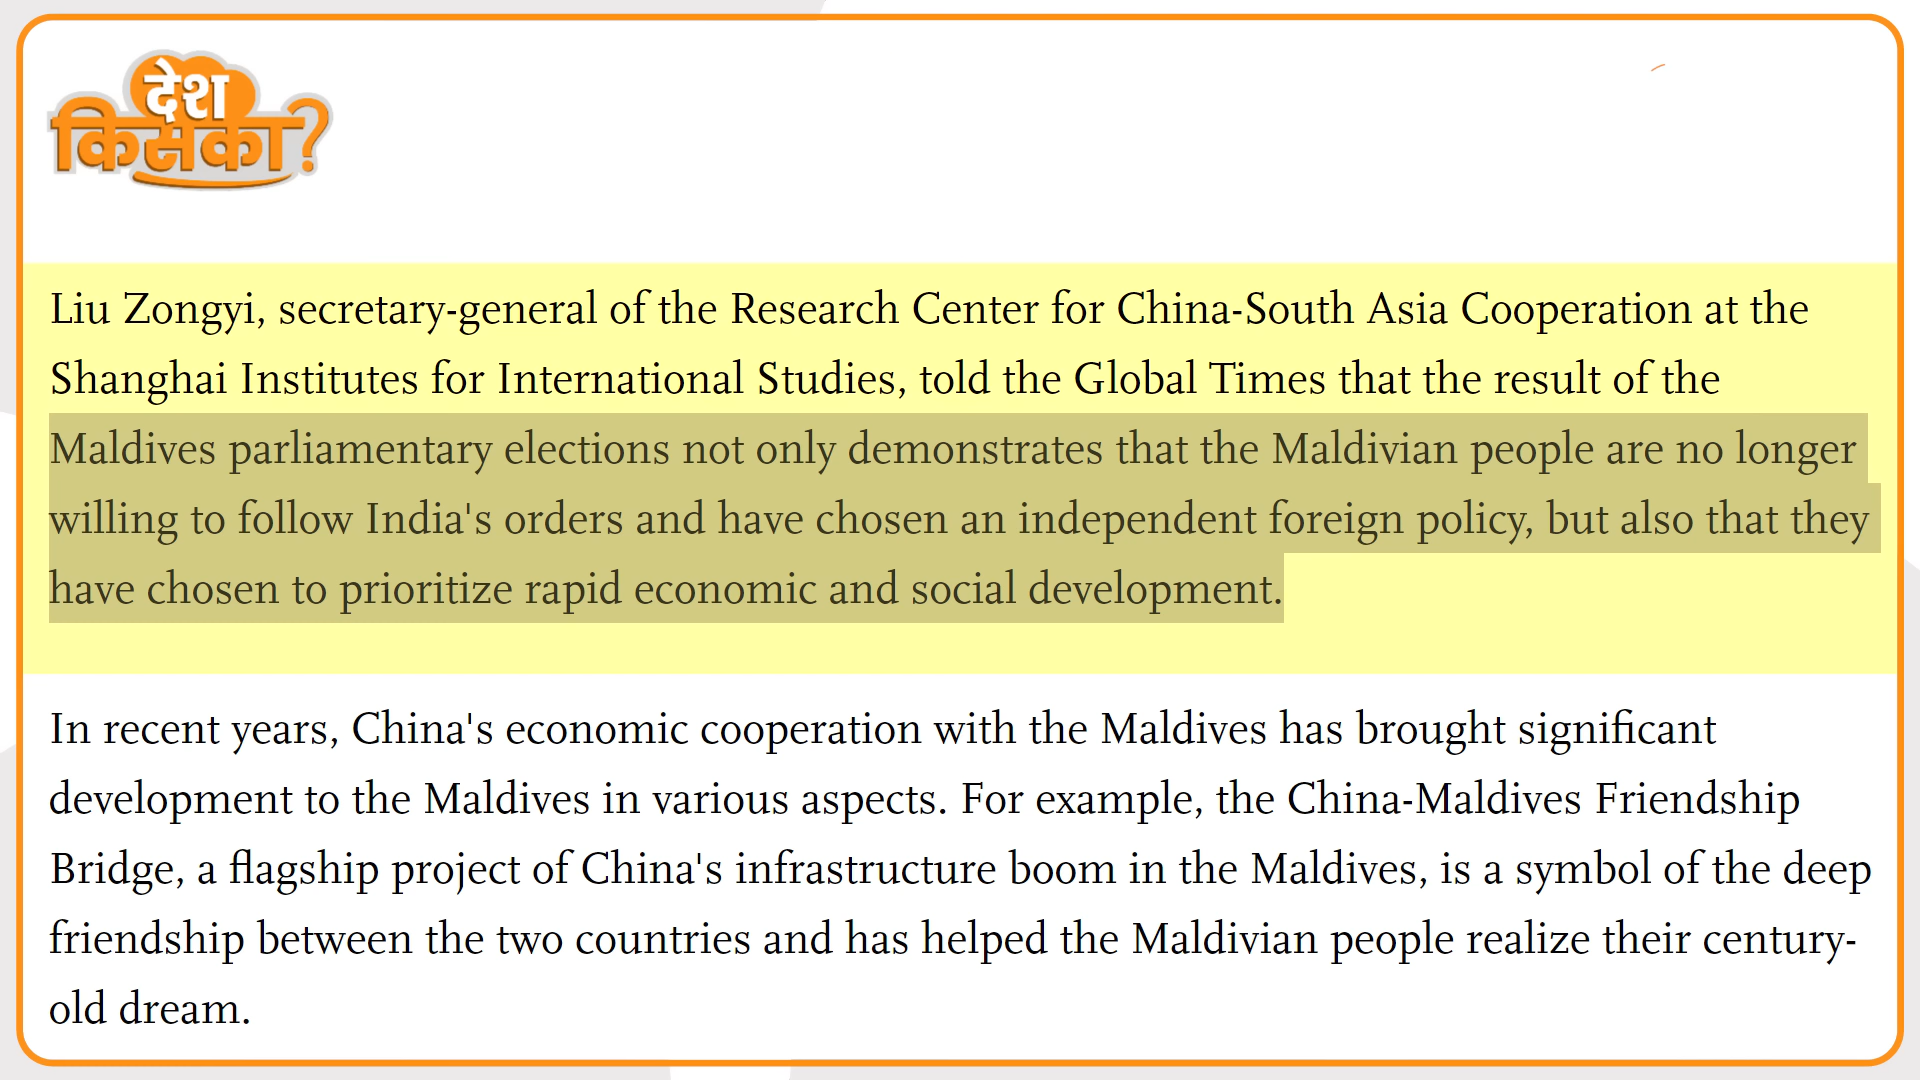 देश
किसका?
Liu Zongyi, secretary-general of the Research Center for China-South Asia Cooperation at the
Shanghai Institutes for International Studies, told the Global Times that the result of the
Maldives parliamentary elections not only demonstrates that the Maldivian people are no longer
willing to follow India's orders and have chosen an independent foreign policy, but also that they
have chosen to prioritize rapid economic and social development.
In recent years, China's economic cooperation with the Maldives has brought significant
development to the Maldives in various aspects. For example, the China-Maldives Friendship
Bridge, a flagship project of China's infrastructure boom in the Maldives, is a symbol of the deep
friendship between the two countries and has helped the Maldivian people realize their century-
old dream.